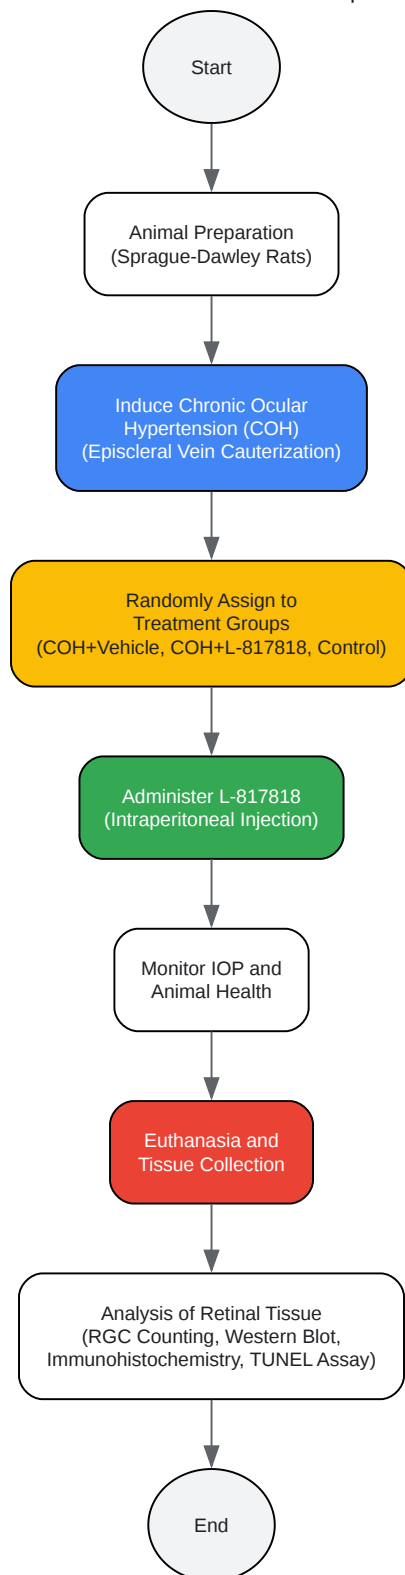 Start
Animal Preparation
(Sprague-Dawley Rats)
Induce Chronic Ocular
Hypertension (COH)
(Episcleral Vein Cauterization)
Randomly Assign to
Treatment Groups
(COH+Vehicle, COH+L-817818, Control)
Administer L-817818
(Intraperitoneal Injection)
Monitor IOP and
Animal Health
Euthanasia and
Tissue Collection
Analysis of Retinal Tissue
(RGC Counting, Western Blot,
Immunohistochemistry, TUNEL Assay)
End